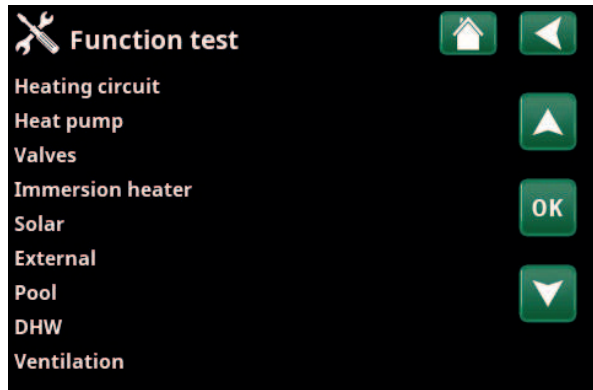 Function test
Heating circuit
Heat pump
Valves
Immersion heater
OK
Solar
External
Pool
DHW
Ventilation